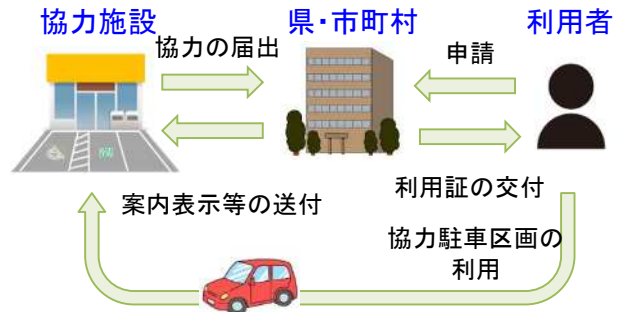 協力施設
県・市町村
利用者
協力の届出
申請
案内表示等の送付
利用証の交付
協力駐車区画の
利用